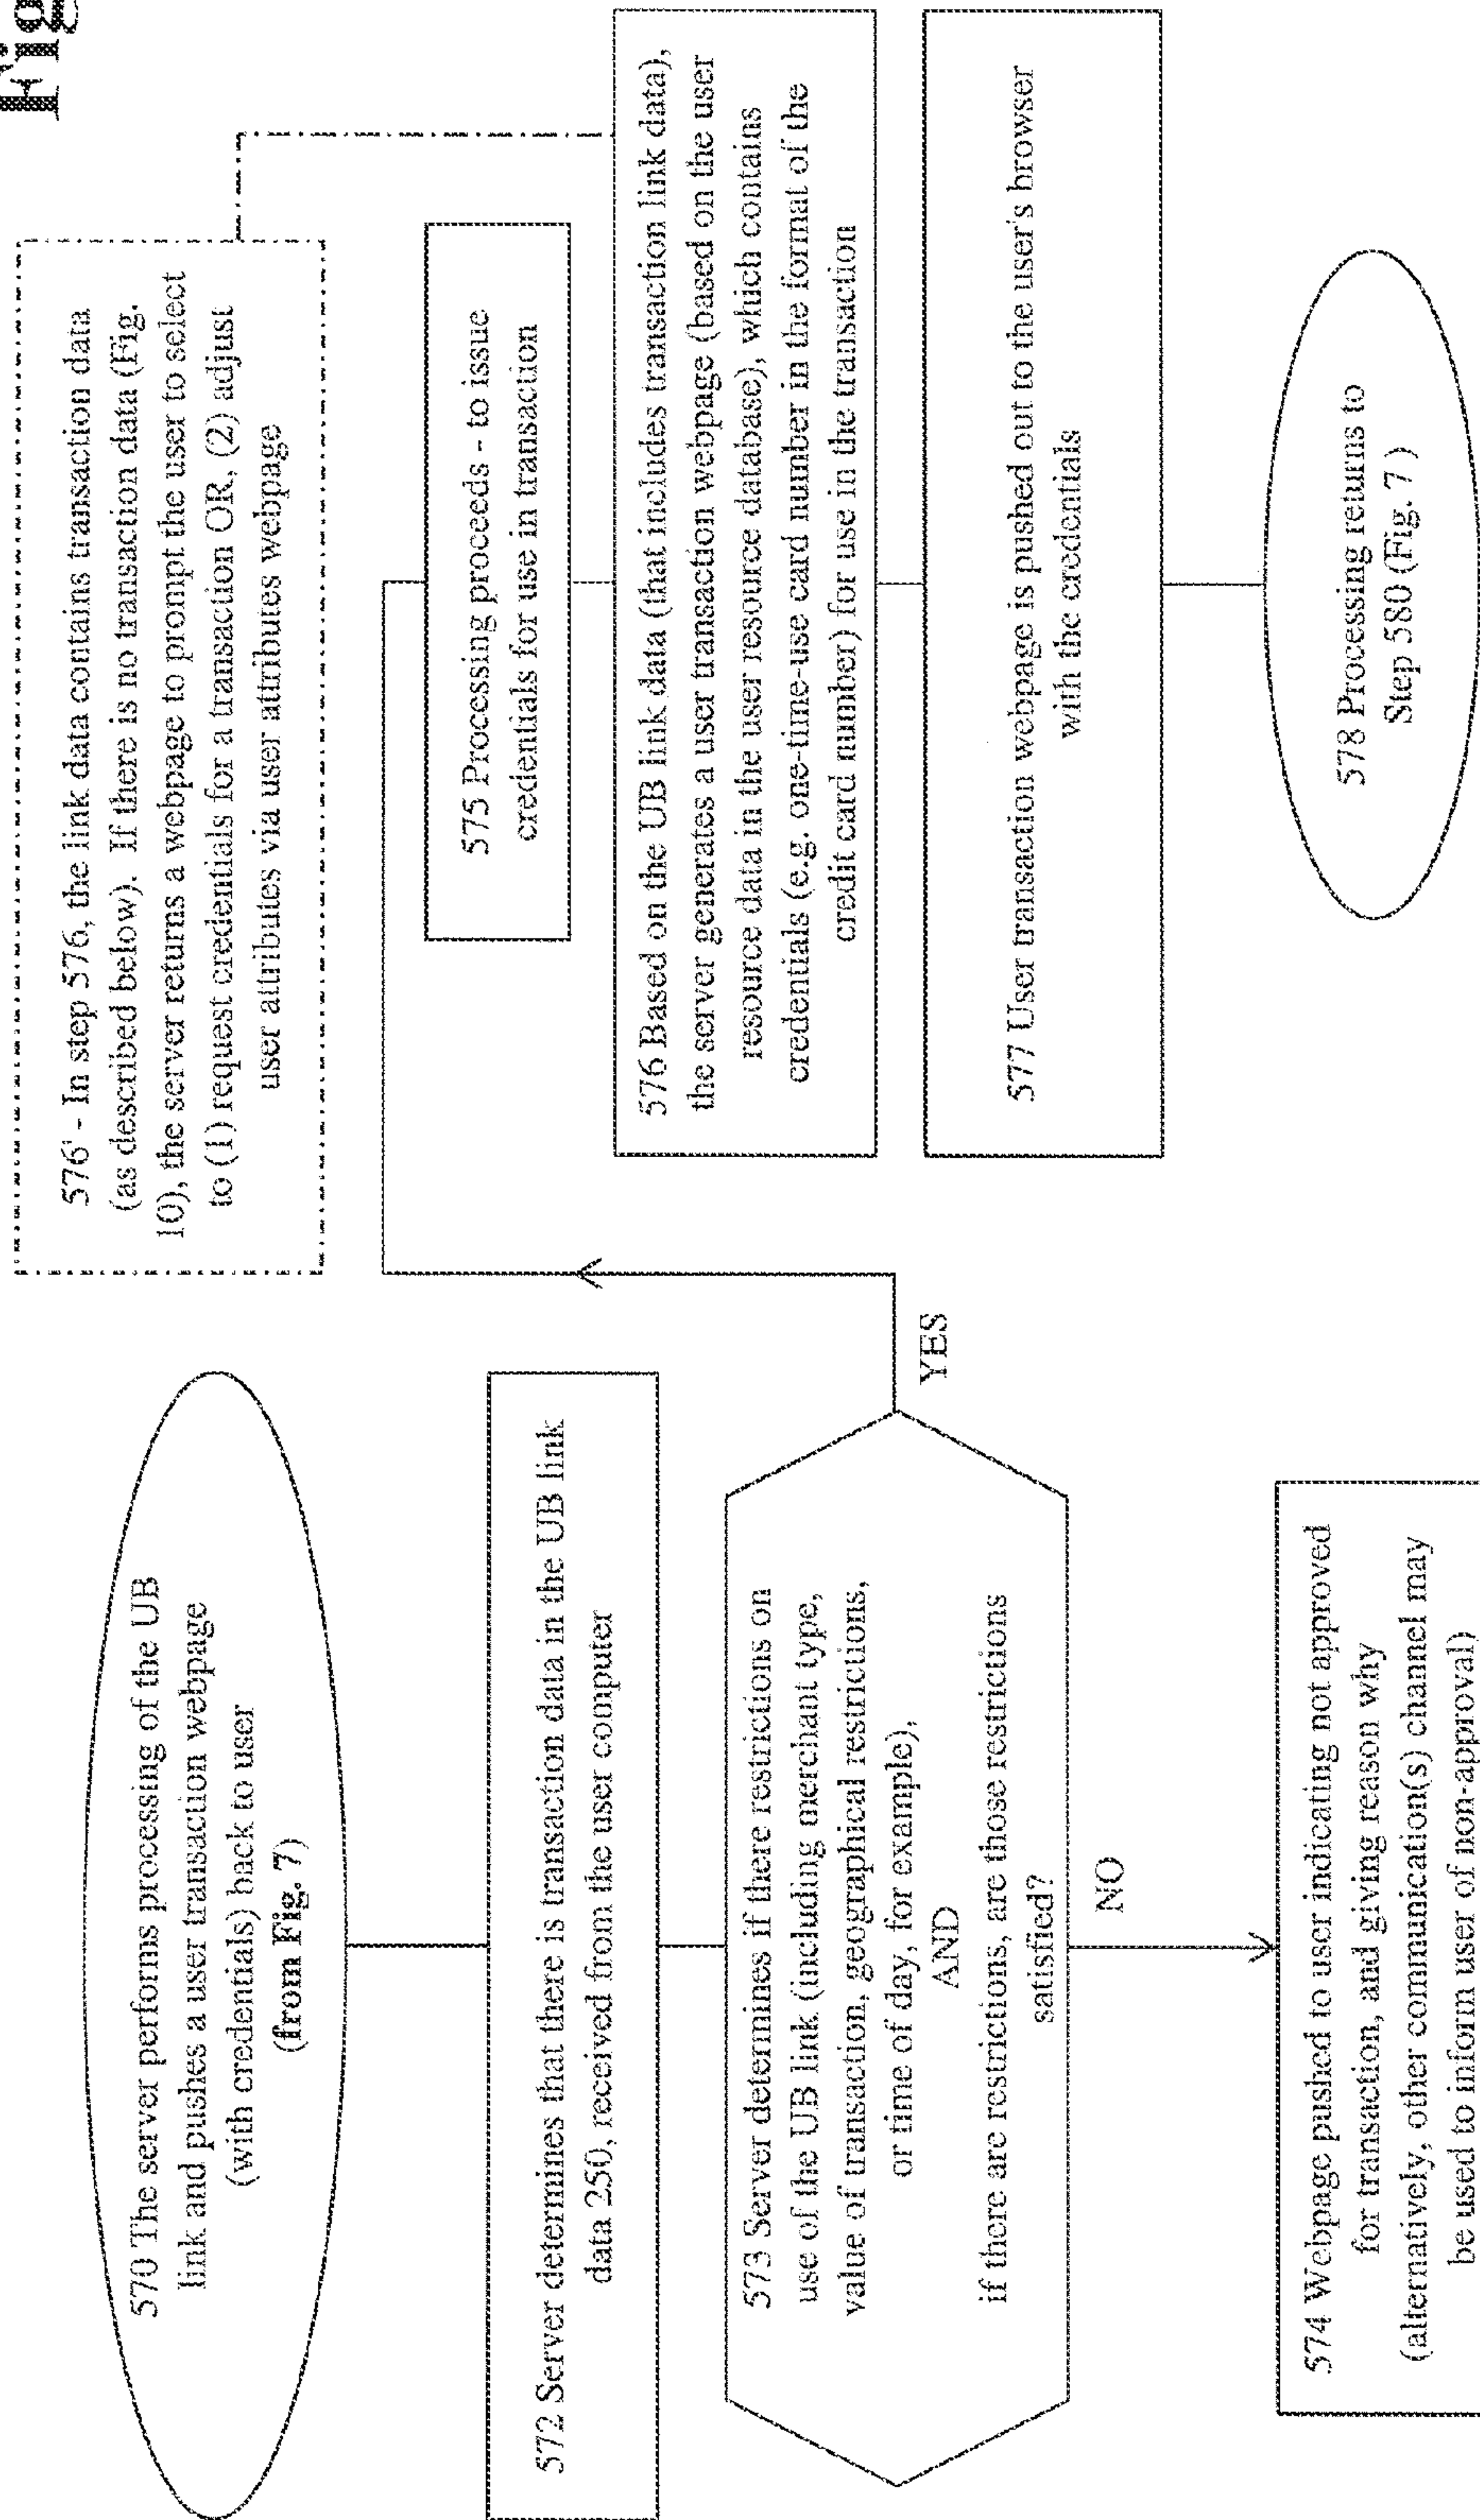 Fig
570 The server performs processing of the UB
link and pushes a user transaction webpage
(with credentials) back to user
(from Fig. 7)
572 Server determines that there is transaction data in the UB link
data 250, received from the user computer
573 Server determines if there restrictions on
use of the UB link (including merchant type,
value of transaction, geographical restrictions,
or time of day, for example),
AND
if there are restrictions, are those restrictions
satisfied?
YES
NO
574 Webpage pushed to user indicating not approved
for transaction, and giving reason why
(alternatively, other communication(s) channel may
be used to inform user of non-approval)
576' - In step 576, the link data contains transaction data
(as described below). If there is no transaction data (Fig.
10), the server returns a webpage to prompt the user to select
to (1) request credentials for a transaction OR, (2) adjust
user attributes via user attributes webpage
575 Processing proceeds - to issue
credentials for use in transaction
576 Based on the UB link data (that includes transaction link data),
the server generates a user transaction webpage (based on the user
resource data in the user resource database), which contains
credentials (e.g. one-time-use card number in the format of the
credit card number) for use in the transaction
577 User transaction webpage is pushed out to the user's browser
with the credentials
578 Processing returns to
Step 580 (Fig. 7 )